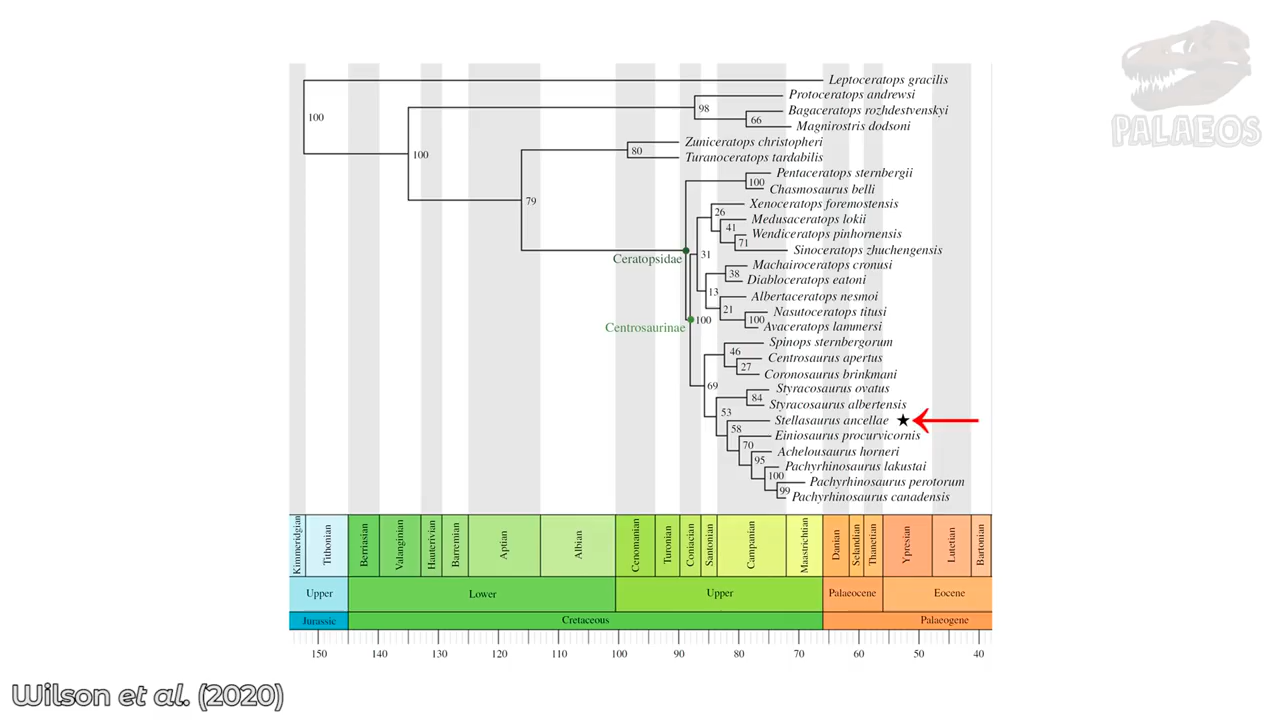 PALAEOS
Leptoceratops gracilis
100
Protoceratops andrewsi
98
Bagaceratops rozhdestvenskyi
66
Magnirostris dodsoni
100
Zuniceratops christopheri
80
Turanoceratops tardabilis
79
Pentaceratops sternbergii
100
Chasmosaurus belli
Xenoceratops foremostensis
26
Medusaceratops lokii
41
Wendiceratops pinhornensis
71
Sinoceratops zhuchengensis
31
Ceratopsidae
Machairoceratops cronusi
38
Diabloceratops eatoni
13
Albertaceratops nesmoi
21
Nasutoceratops titusi
100
Avaceratops lammersi
Centrosaurinae
100
Spinops sternbergorum
46
Centrosaurus apertus
27
Coronosaurus brinkmani
69
Styracosaurus ovatus
84
Styracosaurus albertensis
53
Stellasaurus ancellae ★
58
Einiosaurus procurvicornis
70
Achelousaurus horneri
95
Pachyrhinosaurus lakustai
100
Pachyrhinosaurus perotorum
99
Pachyrhinosaurus canadensis
Kimmeridgian Tithonian Berriasian Valanginian Hauterivian Barremian Aptian Albian Cenomanian Turonian Coniacian Santonian Campanian Maastrichtian Danian Selandian Thanetian Ypresian Lutetian Bartonian
Upper Lower Upper Palaeocene Eocene
Jurassic Cretaceous Palaeogene
150 140 130 120 110 100 90 80 70 60 50 40
Wilson et al. (2020)